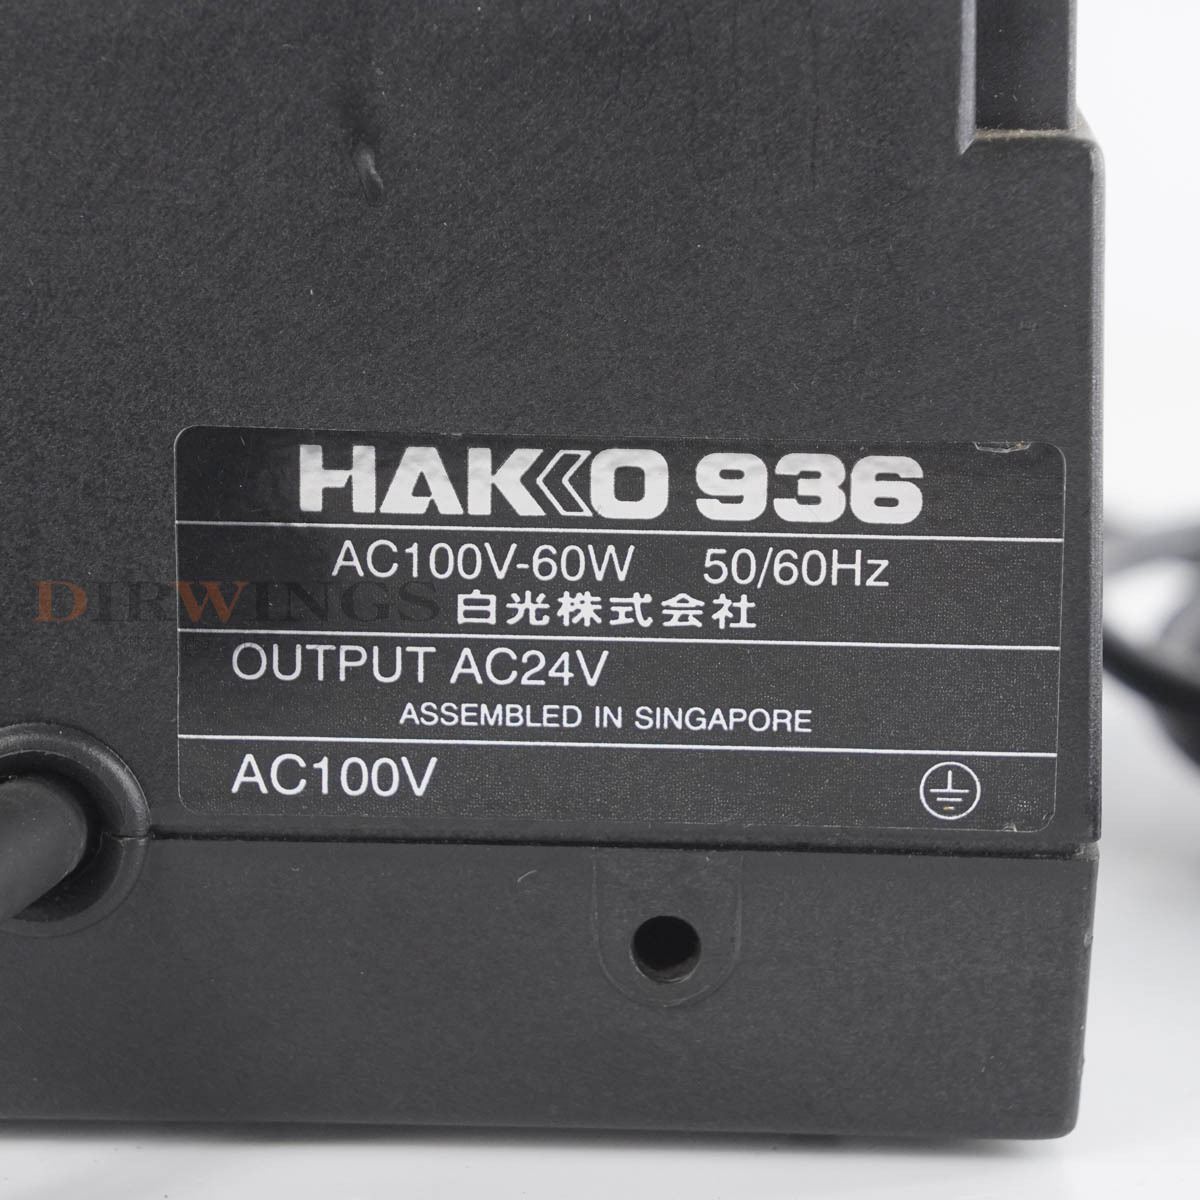 HAKKO 936
AC100V-60W 50/60Hz
DIRWINGS
白光株式会社
OUTPUT AC24V
ASSEMBLED IN SINGAPORE
AC100V